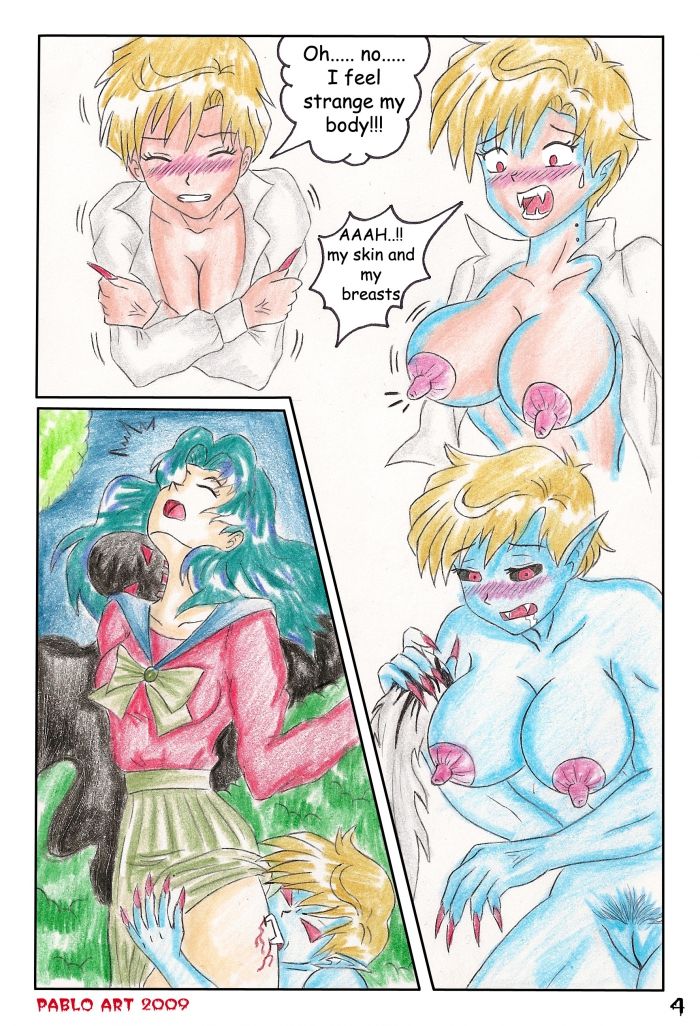 Oh..... no.....
I feel
strange my
body!!!
AAAH..!!
my skin and
my
breasts
PABLO ART 2009
4